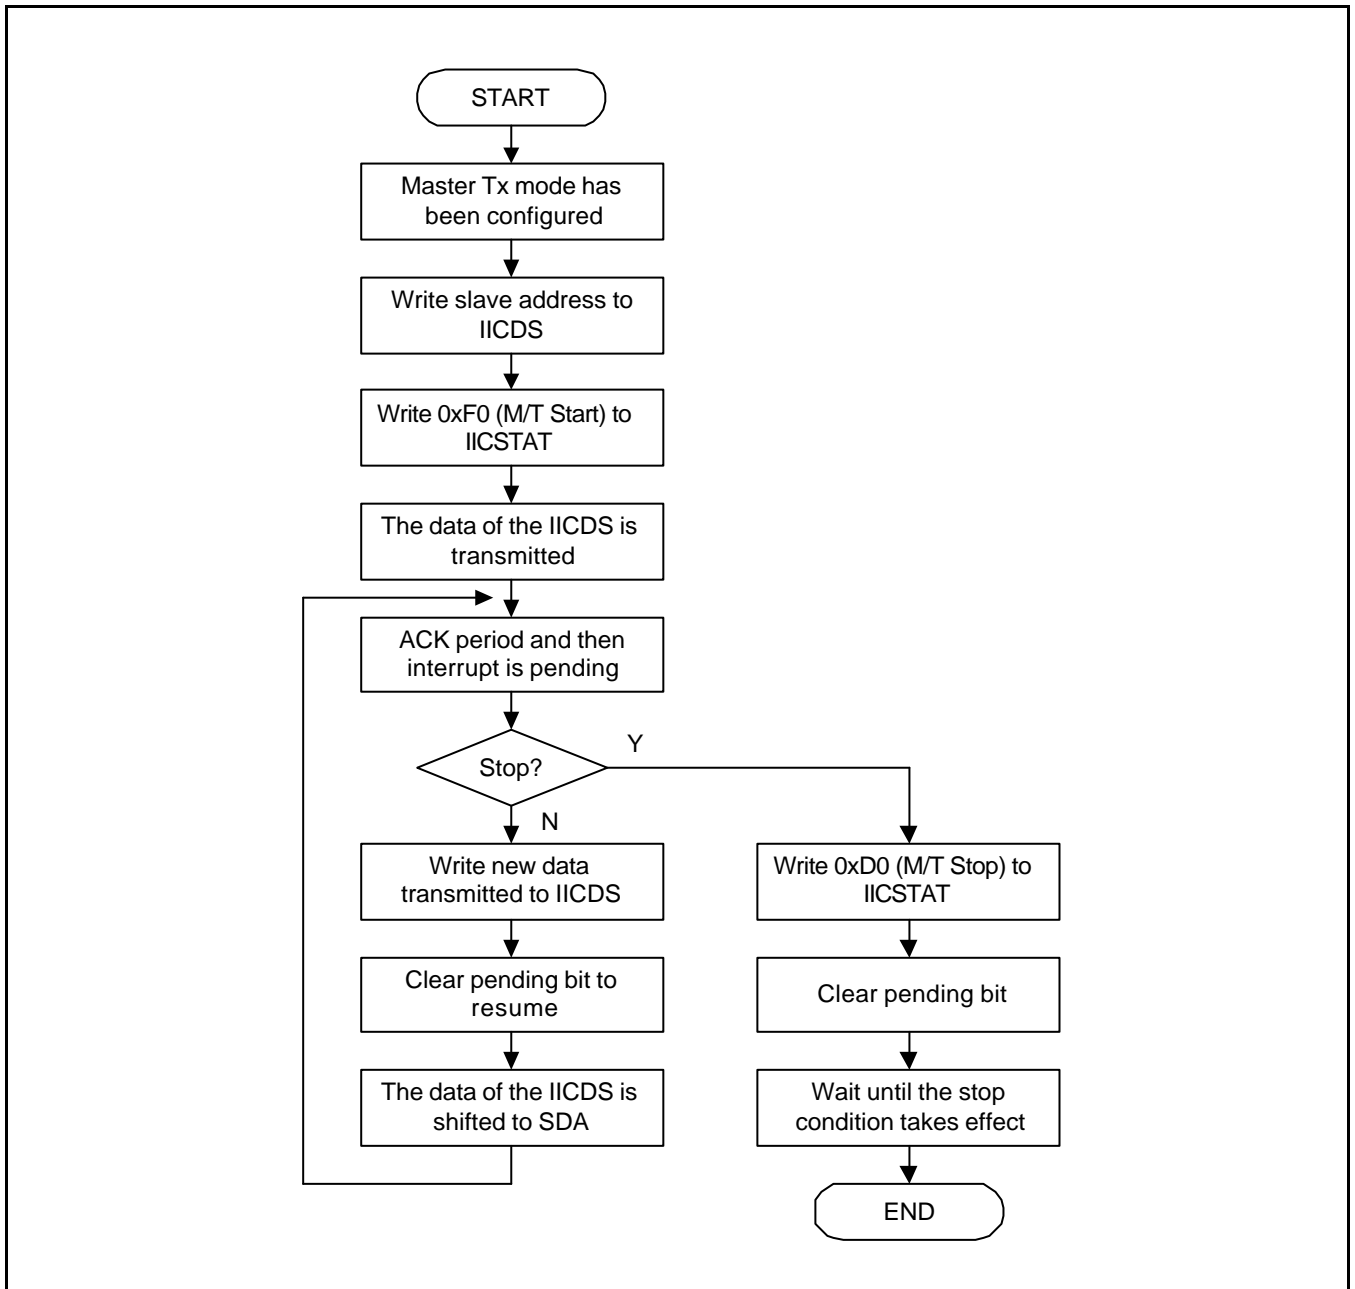 START
Master Tx mode has
been configured
Write slave address to
IICDS
Write 0xF0 (M/T Start) to
IICSTAT
The data of the IICDS is
transmitted
ACK period and then
interrupt is pending
Stop?
Y
N
Write new data
transmitted to IICDS
Clear pending bit to
resume
The data of the IICDS is
shifted to SDA
Write 0xD0 (M/T Stop) to
IICSTAT
Clear pending bit
Wait until the stop
condition takes effect
END